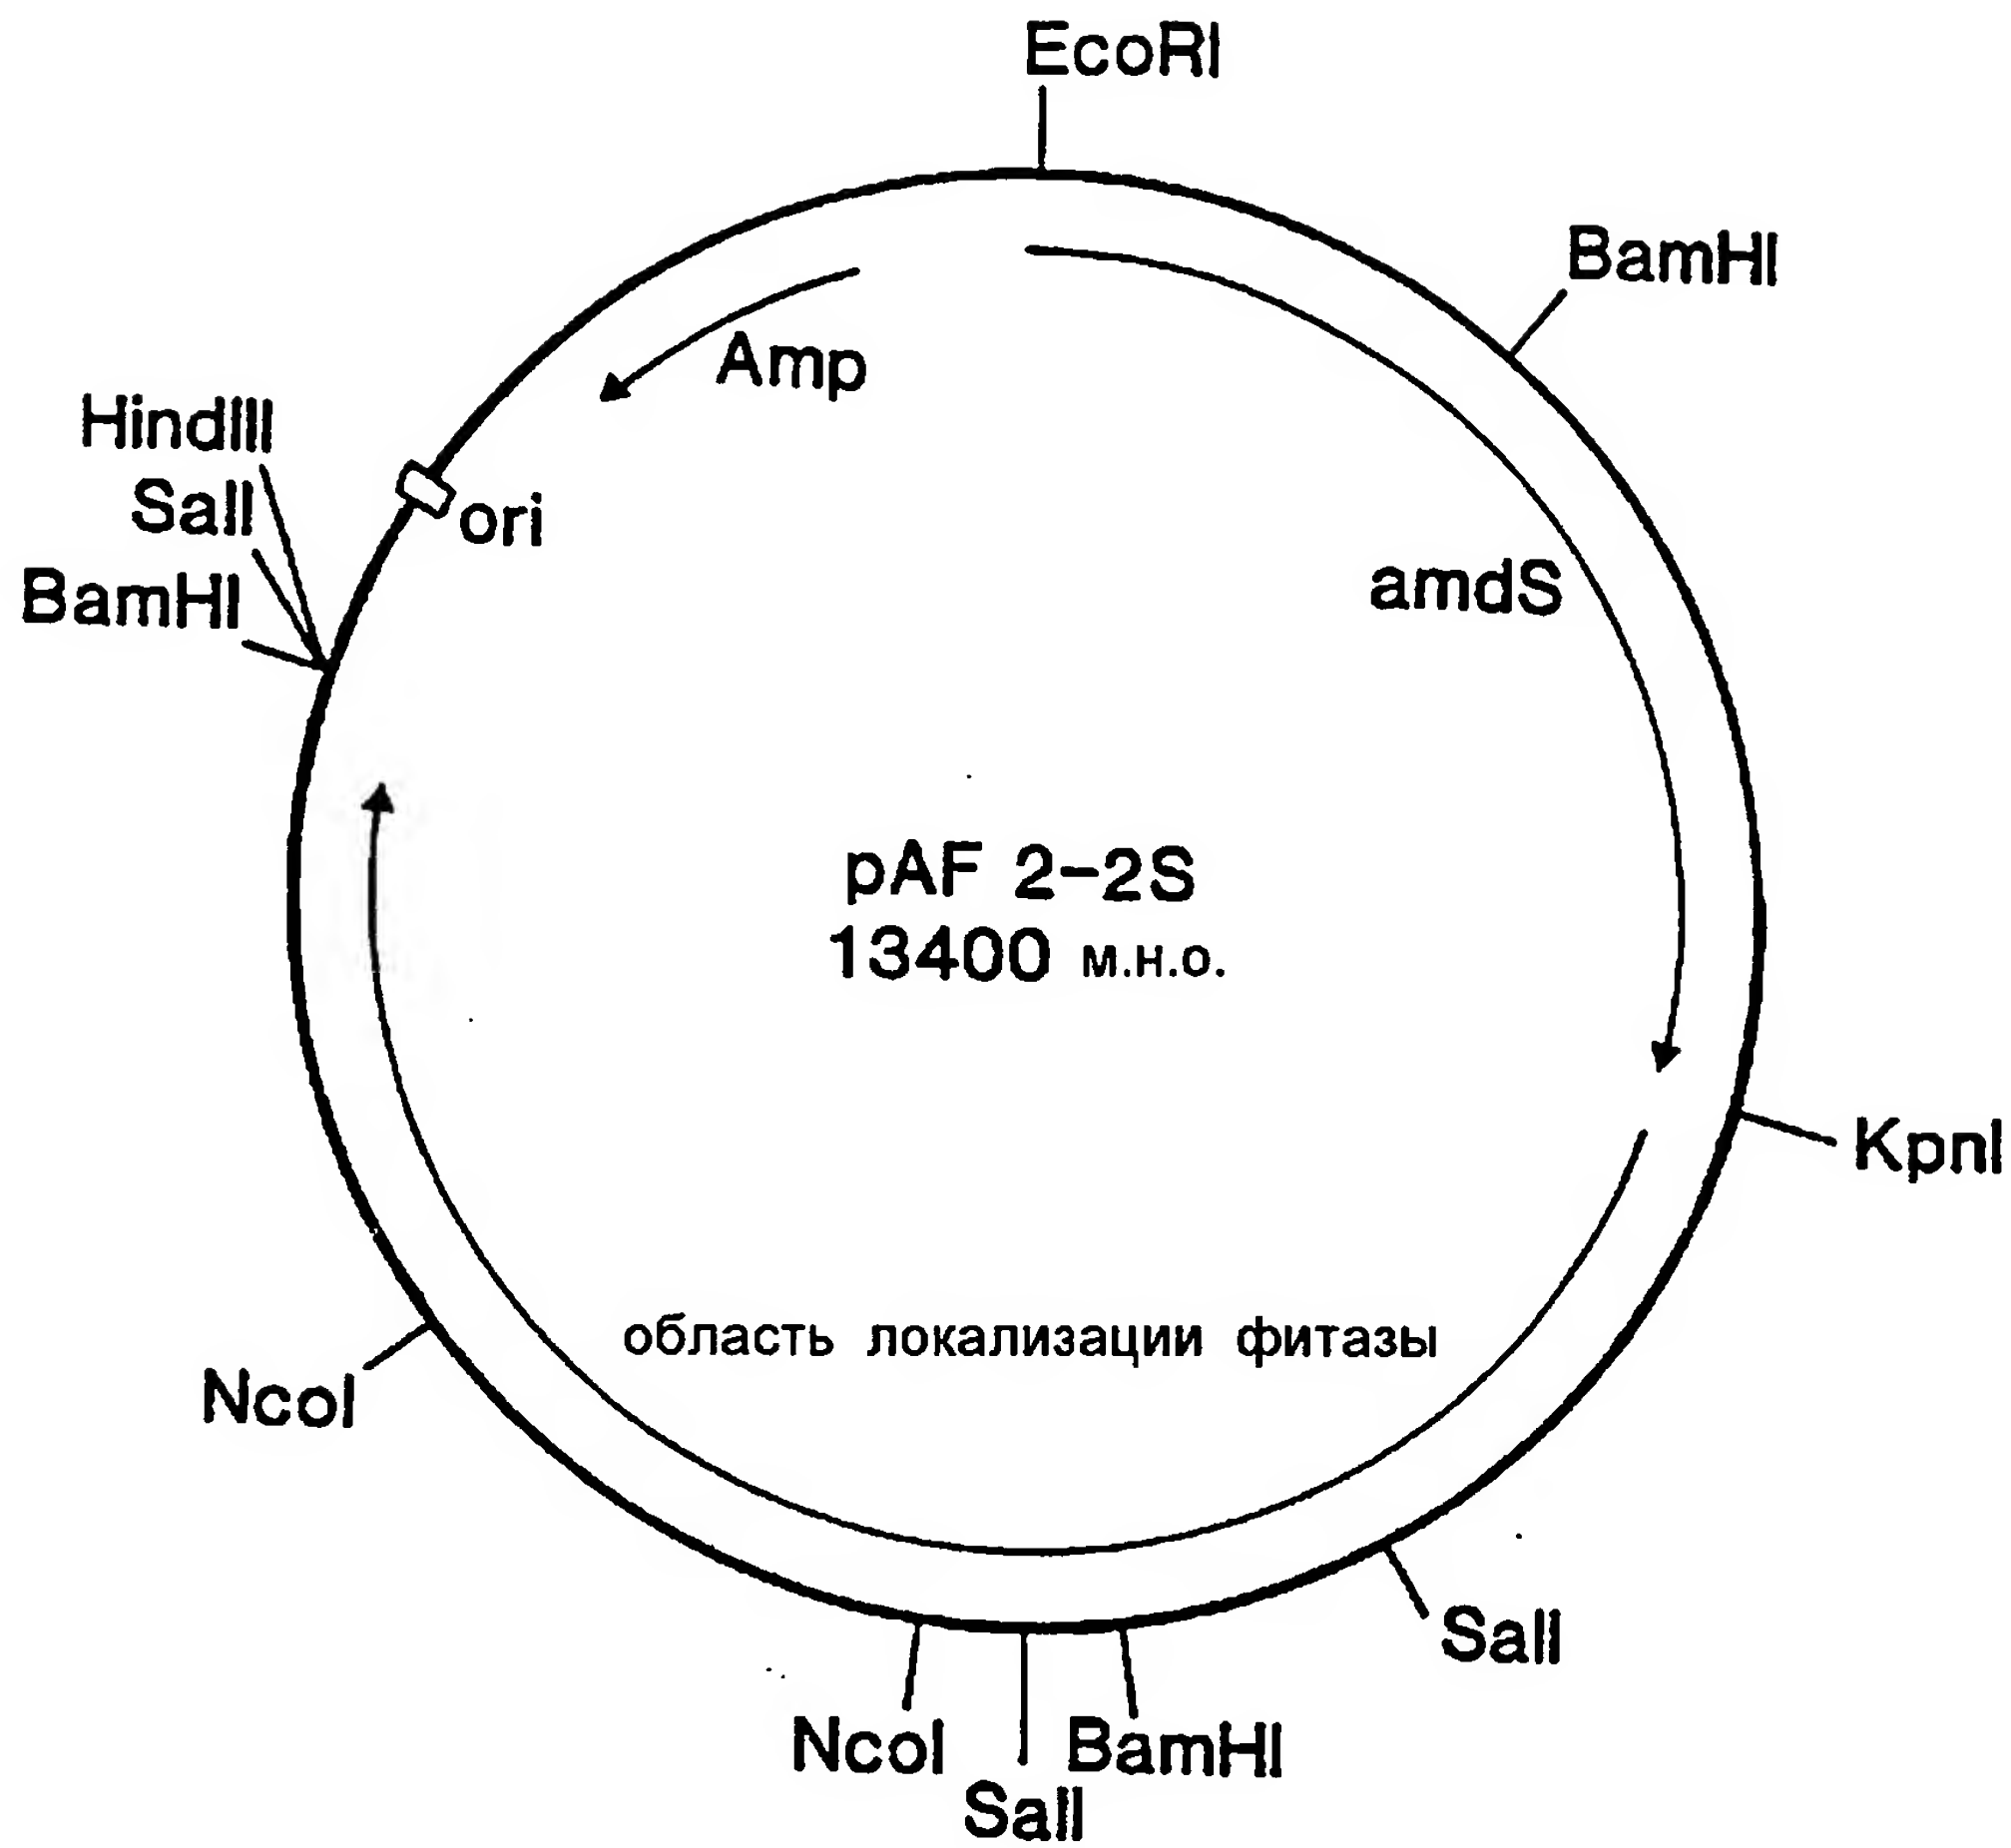 EcoRI
BamHI
Amp
HindIII
SalI
ori
BamHI
amdS
pAF 2-2S
13400 м.н.о.
KpnI
область локализации фитазы
NcoI
SalI
NcoI
BamHI
SalI